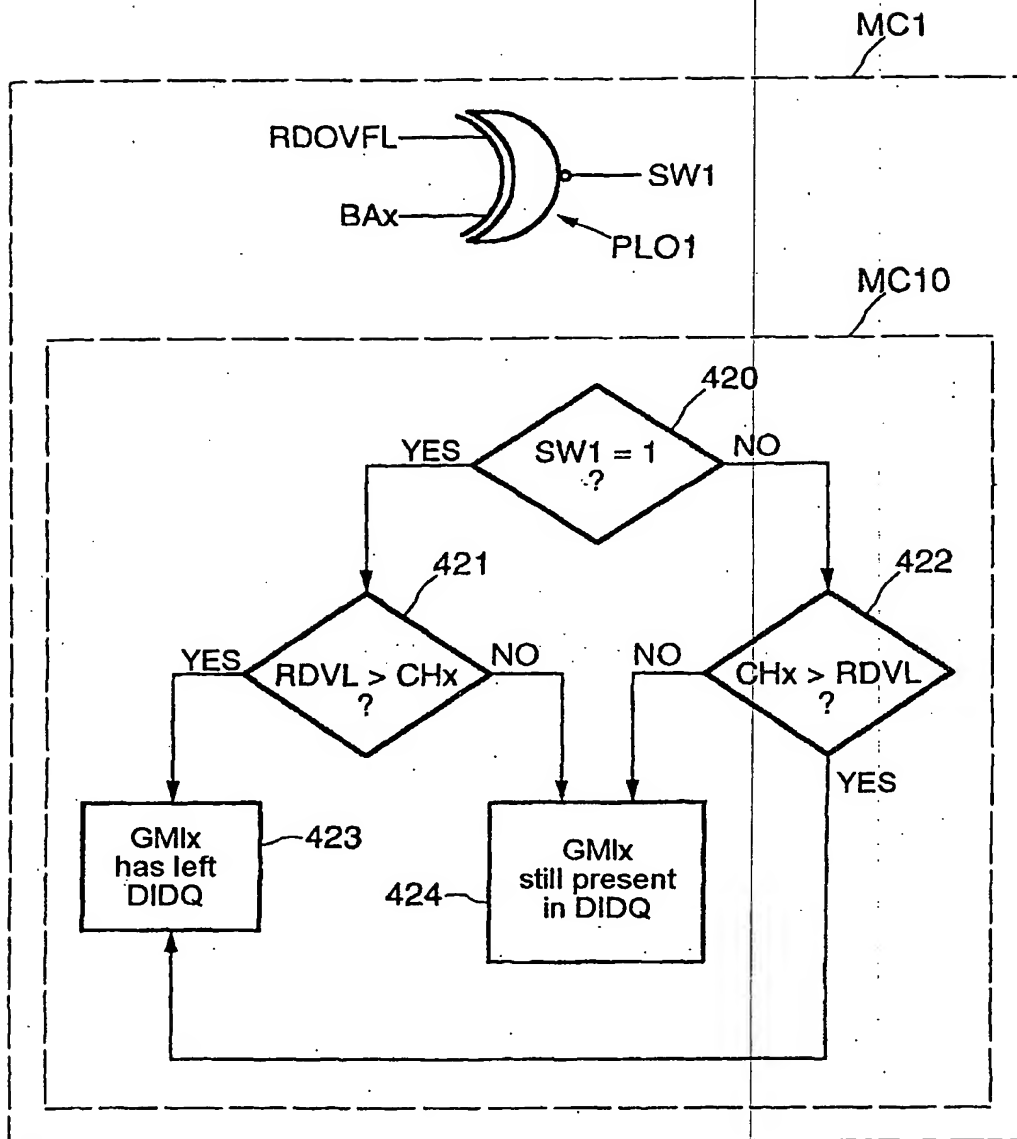 MC1
RDOVFL
SW1
BAx
PLO1
MC10
420
YES
SW1 = 1
?
NO
421
422
YES
RDVL > CHx
?
NO
NO
CHx > RDVL
?
YES
GMIx
has left
DIDQ
423
GMIx
still present
in DIDQ
424